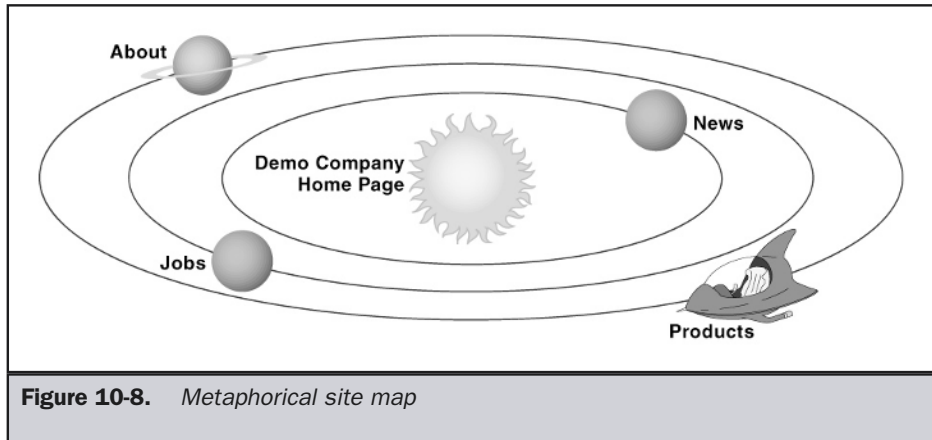 About
News
Demo Company
Home Page
Jobs
Products
Figure 10-8. Metaphorical site map